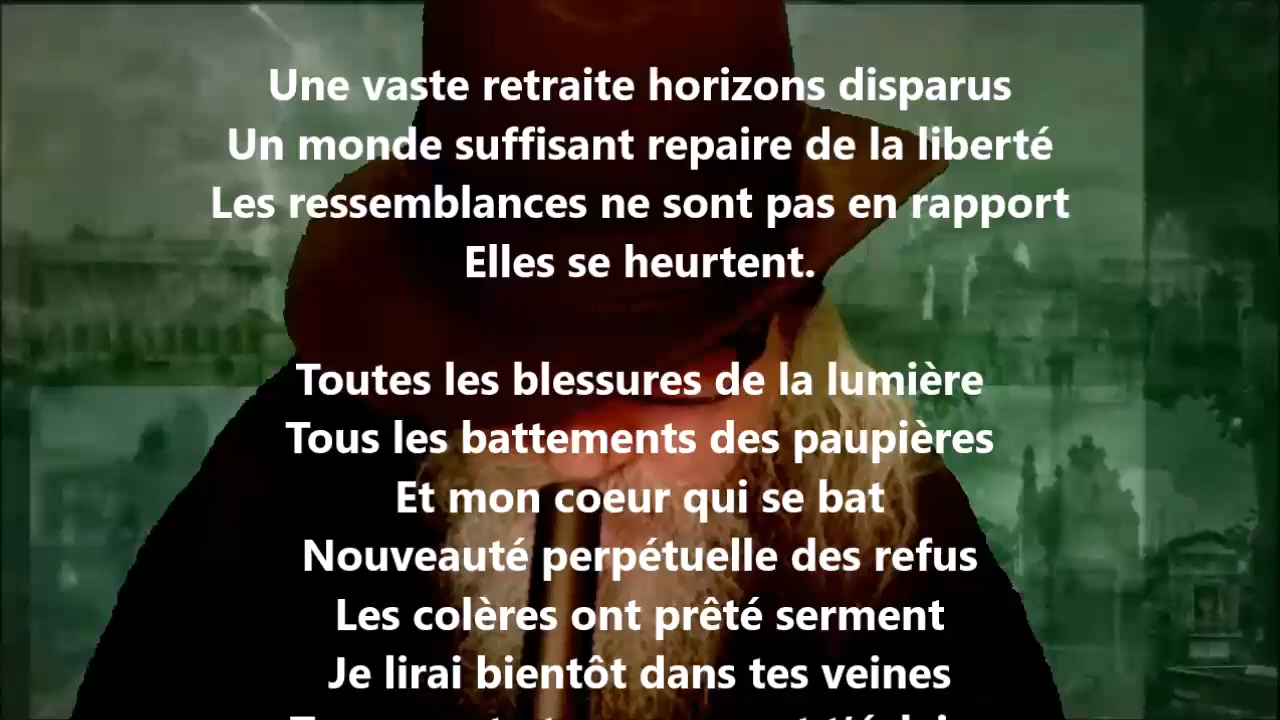 Une vaste retraite horizons disparus
Un monde suffisant repaire de la liberté
Les ressemblances ne sont pas en rapport
Elles se heurtent.
Toutes les blessures de la lumière
Tous les battements des paupières
Et mon coeur qui se bat
Nouveauté perpétuelle des refus
Les colères ont prêté serment
Je lirai bientôt dans tes veines